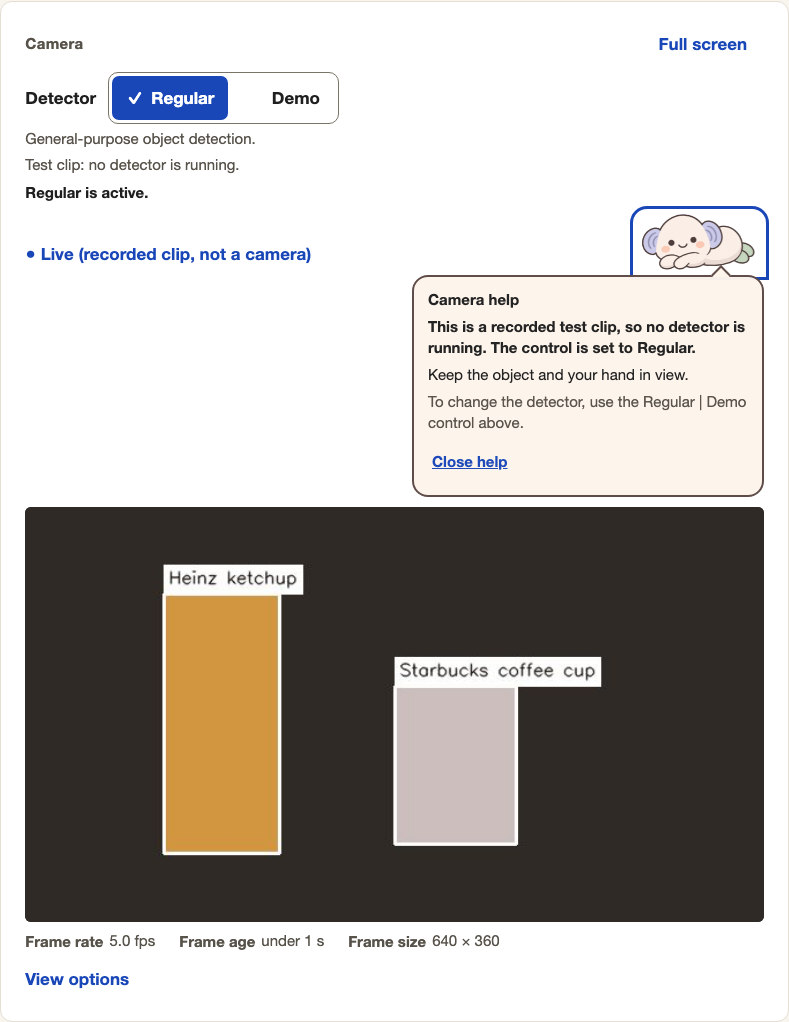 Camera
Full screen
Detector
✓ Regular
Demo
General-purpose object detection.
Test clip: no detector is running.
Regular is active.
• Live (recorded clip, not a camera)
Camera help
This is a recorded test clip, so no detector is
running. The control is set to Regular.
Keep the object and your hand in view.
To change the detector, use the Regular | Demo
control above.
Close help
Heinz ketchup
Starbucks coffee cup
Frame rate 5.0 fps
Frame age under 1 s
Frame size 640 × 360
View options